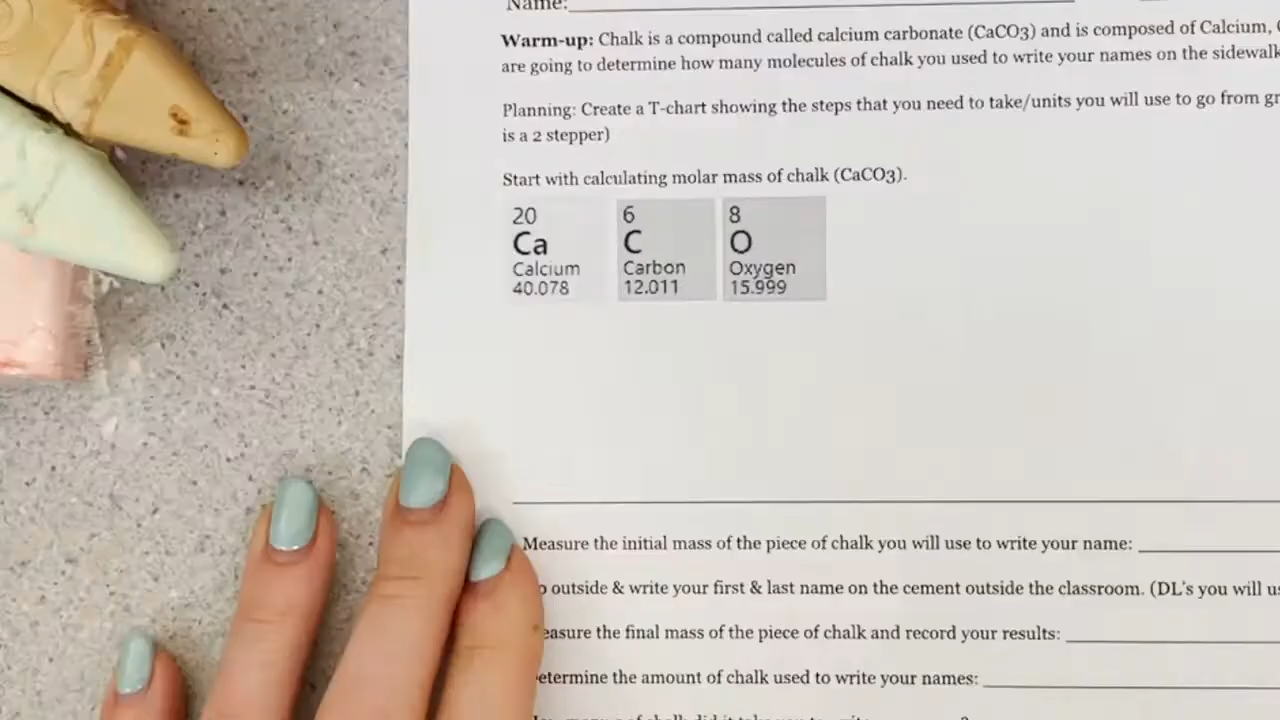 Name:
Warm-up: Chalk is a compound called calcium carbonate (CaCO3) and is composed of Calcium,
are going to determine how many molecules of chalk you used to write your names on the sidewalk
Planning: Create a T-chart showing the steps that you need to take/units you will use to go from
is a 2 stepper)
Start with calculating molar mass of chalk (CaCO3).
20 6 8
Ca C O
Calcium Carbon Oxygen
40.078 12.011 15.999
Measure the initial mass of the piece of chalk you will use to write your name:
outside & write your first & last name on the cement outside the classroom. (DL's you will
easure the final mass of the piece of chalk and record your results:
etermine the amount of chalk used to write your names: